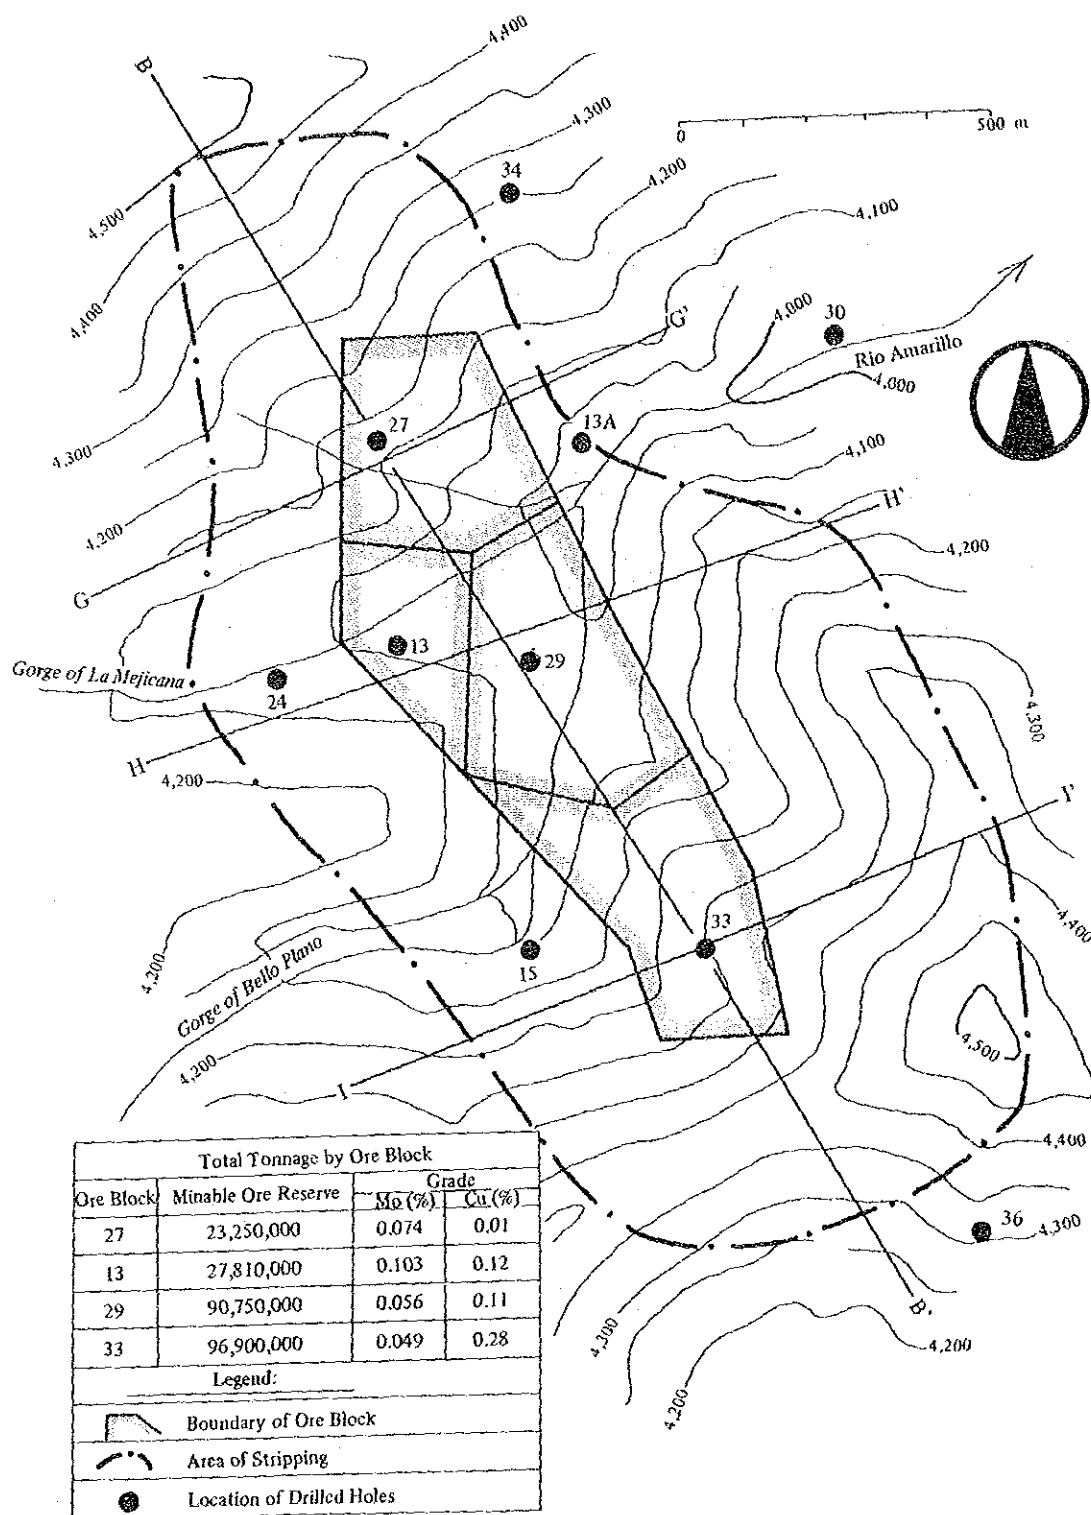 B
4,400
4,300
0 500 m
34
4,200
4,500
4,100
G'
4,000
30
Rio Amarillo
4,000
4,400
27
13A
4,100
4,300
H'
4,200
4,200
G
Gorge of La Mejicana
13
29
24
4,300
H
4,200
I'
33
4,400
15
4,200
Gorge of Bello Plano
4,500
4,200
I
4,400
36
4,300
B'
4,300
4,200
4,200
Total Tonnage by Ore Block
Ore Block Minable Ore Reserve Grade
Mo (%) Cu (%)
27 23,250,000 0.074 0.01
13 27,810,000 0.103 0.12
29 90,750,000 0.056 0.11
33 96,900,000 0.049 0.28
Legend:
Boundary of Ore Block
Area of Stripping
Location of Drilled Holes